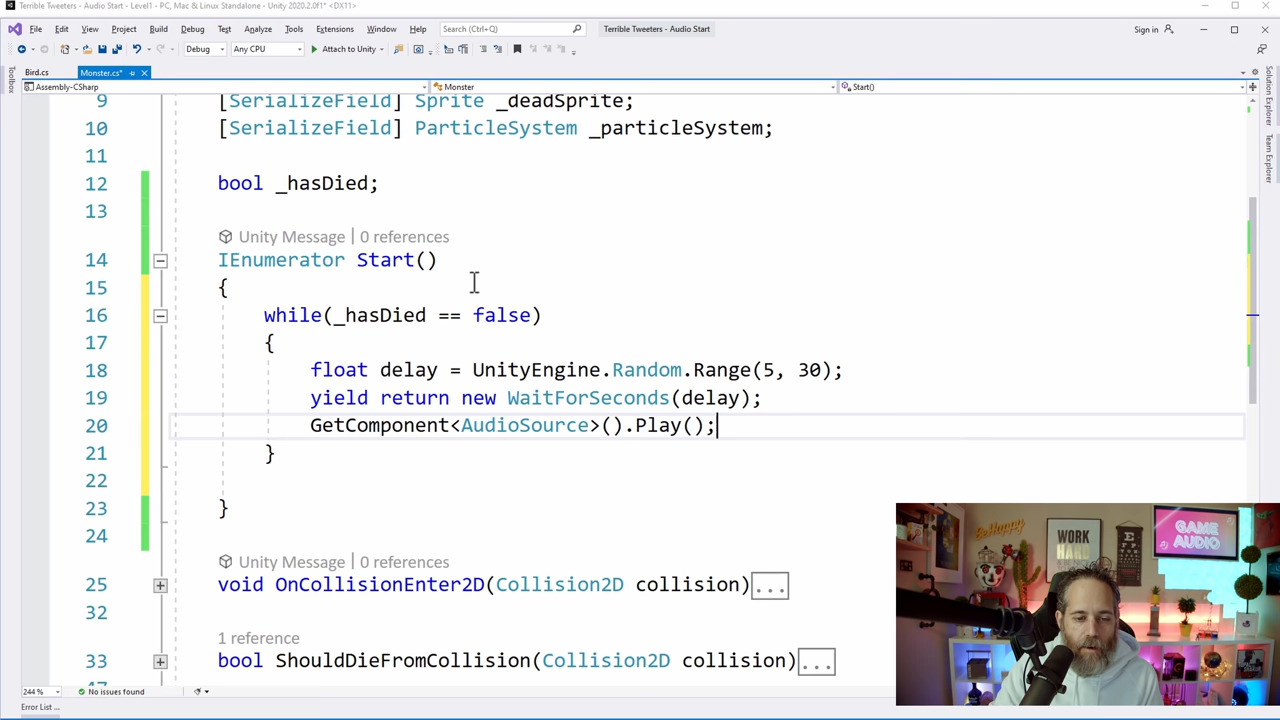 Terrible Tweeters - Audio Start - Level1 - PC, Mac & Linux Standalone - Unity 2020.2.0f1* <DX11>
File Edit View Project Build Debug Test Analyze Tools Extensions Window Help Search (Ctrl+Q) Terrible Tweeters - Audio Start Sign in
Debug Any CPU Attach to Unity
Bird.cs Monster.cs*
Assembly-CSharp Monster Start()
Toolbox
Solution Explorer
Team Explorer
9 [SerializeField] Sprite _deadSprite;
10 [SerializeField] ParticleSystem _particleSystem;
11
12 bool _hasDied;
13
Unity Message | 0 references
14 IEnumerator Start()
15 {
16 while(_hasDied == false)
17 {
18 float delay = UnityEngine.Random.Range(5, 30);
19 yield return new WaitForSeconds(delay);
20 GetComponent<AudioSource>().Play();
21 }
22
23 }
24
Unity Message | 0 references
25 void OnCollisionEnter2D(Collision2D collision)...
32
1 reference
33 bool ShouldDieFromCollision(Collision2D collision)...
244 % No issues found
Error List ...
BeHappy
WORK
HARD
GAME
AUDIO